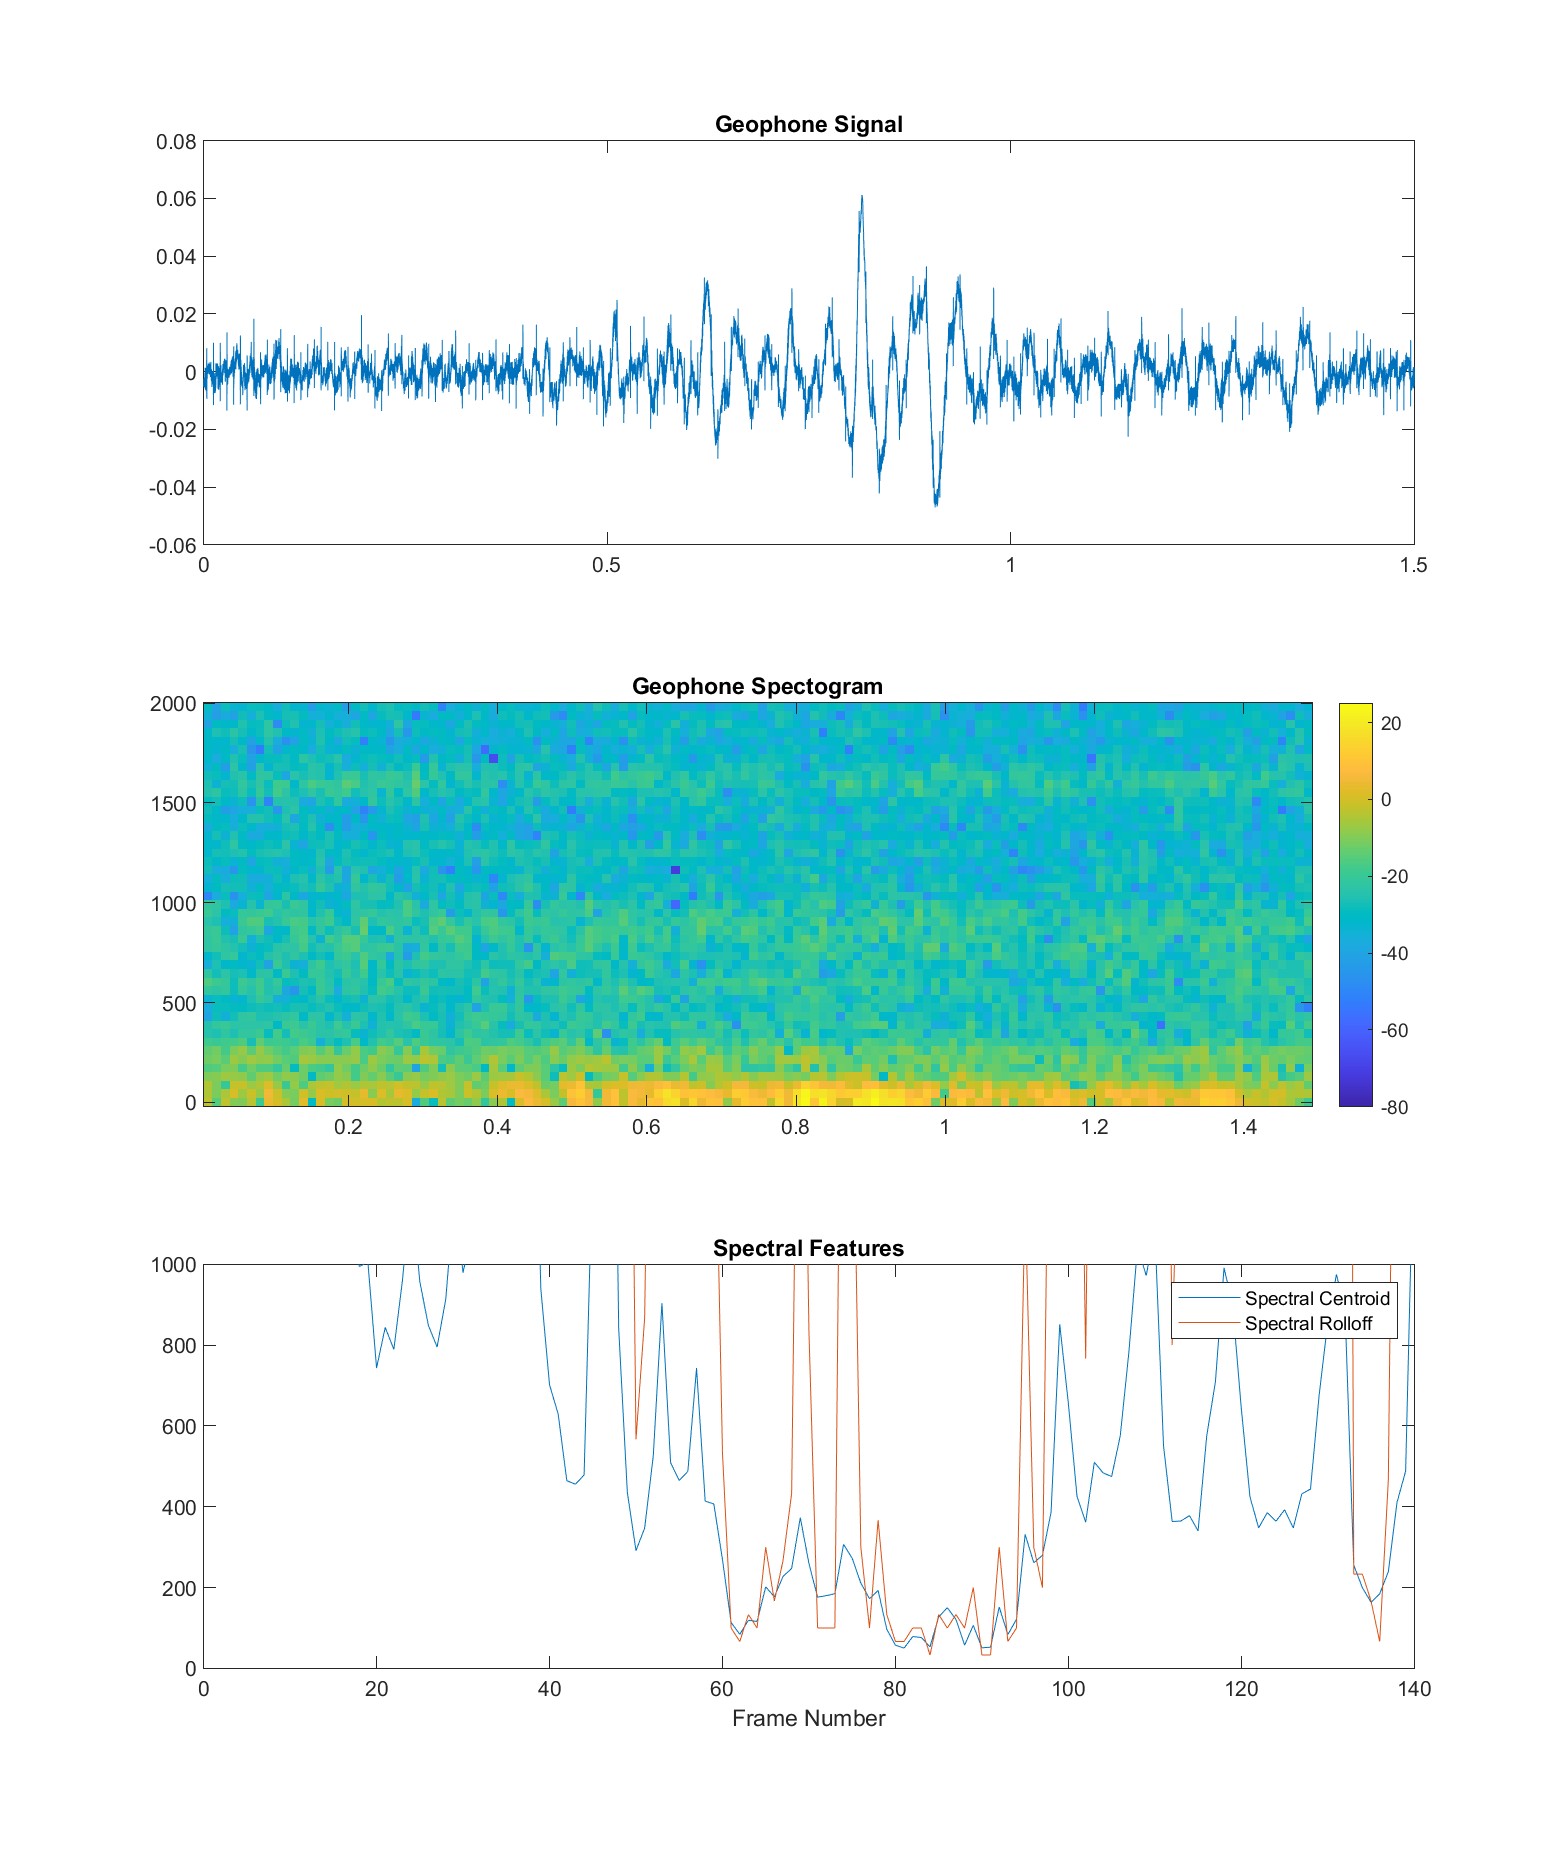 Geophone Signal
0.08
0.06
0.04
0.02
0
-0.02
-0.04
-0.06
0 0.5 1 1.5
Geophone Spectogram
2000
1500
1000
500
0
0.2 0.4 0.6 0.8 1 1.2 1.4
20
0
-20
-40
-60
-80
Spectral Features
1000
800
600
400
200
0
Spectral Centroid
Spectral Rolloff
0 20 40 60 80 100 120 140
Frame Number